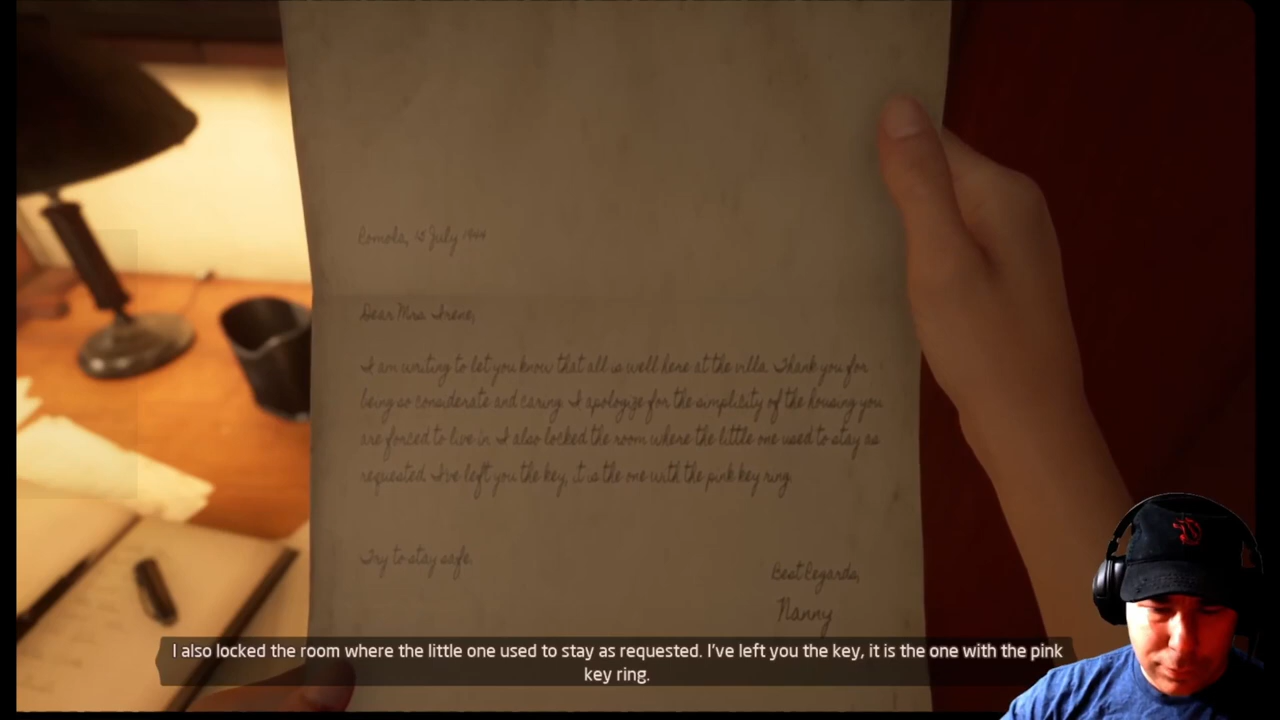 Romola, 15 July 1944
Dear Mrs. Irene,
I am writing to let you know that all is well here at the villa. Thank you for
being so considerate and caring. I apologize for the simplicity of the housing you
are forced to live in. I also locked the room where the little one used to stay as
requested. I've left you the key, it is the one with the pink key ring.
Try to stay safe,
Best Regards,
Nanny
I also locked the room where the little one used to stay as requested. I've left you the key, it is the one with the pink
key ring.